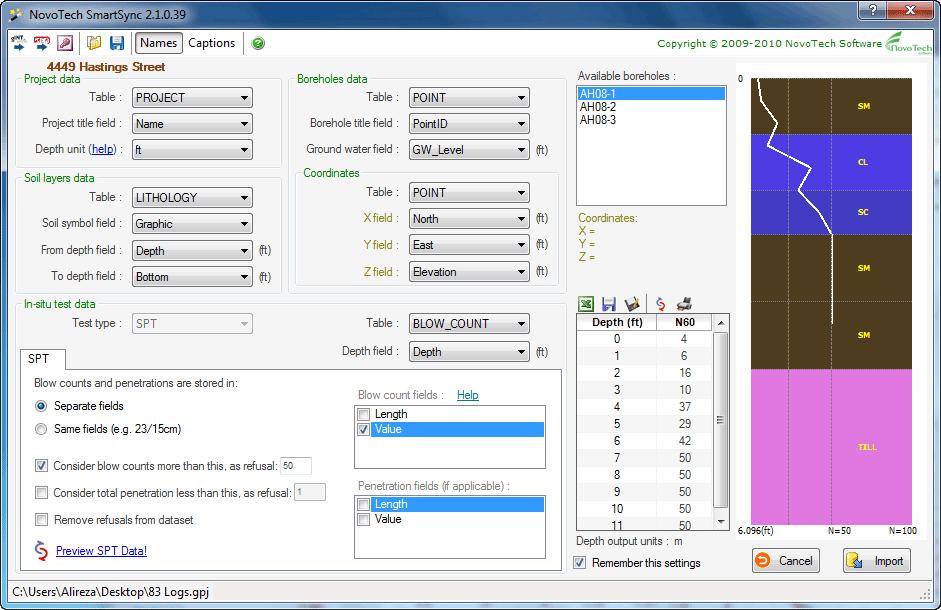 NovoTech SmartSync 2.1.0.39
Names Captions
Copyright © 2009-2010 NovoTech Software
NovoTech
4449 Hastings Street
Project data
Table : PROJECT
Project title field : Name
Depth unit (help) : ft
Soil layers data
Table : LITHOLOGY
Soil symbol field : Graphic
From depth field : Depth (ft)
To depth field : Bottom (ft)
Boreholes data
Table : POINT
Borehole title field : PointID
Ground water field : GW_Level (ft)
Coordinates
Table : POINT
X field : North (ft)
Y field : East (ft)
Z field : Elevation (ft)
In-situ test data
Test type : SPT
Table : BLOW_COUNT
Depth field : Depth (ft)
SPT
Blow counts and penetrations are stored in:
Separate fields
Same fields (e.g. 23/15cm)
Consider blow counts more than this, as refusal: 50
Consider total penetration less than this, as refusal: 1
Remove refusals from dataset
Preview SPT Data!
Blow count fields : Help
Length
Value
Penetration fields (if applicable) :
Length
Value
Available boreholes :
AH08-1
AH08-2
AH08-3
Coordinates:
X =
Y =
Z =
Depth (ft) N60
0 4
1 6
2 16
3 10
4 37
5 29
6 42
7 50
8 50
9 50
10 50
11 50
Depth output units : m
Remember this settings
0
SM
CL
SC
SM
SM
TILL
6.096(ft) N=50 N=100
Cancel Import
C:\Users\Alireza\Desktop\83 Logs.gpj